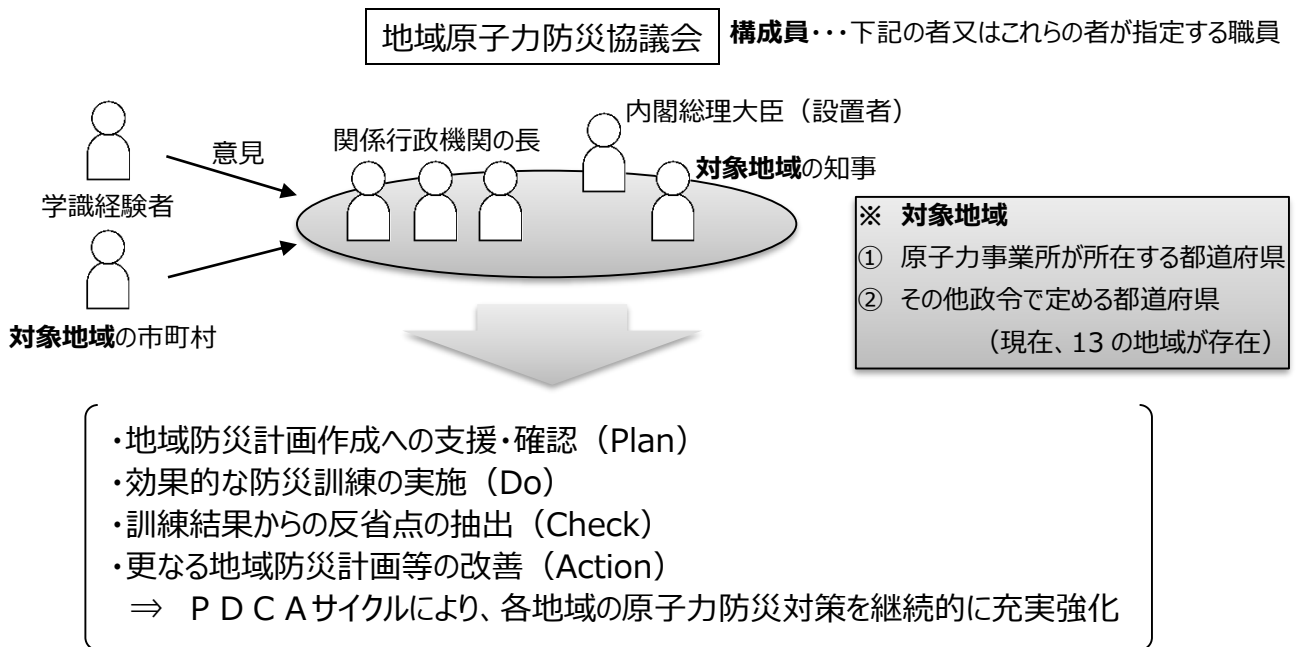 地域原子力防災協議会
構成員・・・下記の者又はこれらの者が指定する職員
内閣総理大臣（設置者）
関係行政機関の長
意見
対象地域の知事
学識経験者
対象地域の市町村
※ 対象地域
① 原子力事業所が所在する都道府県
② その他政令で定める都道府県
（現在、13の地域が存在）
・地域防災計画作成への支援・確認（Plan）
・効果的な防災訓練の実施（Do）
・訓練結果からの反省点の抽出（Check）
・更なる地域防災計画等の改善（Action）
⇒ ＰＤＣＡサイクルにより、各地域の原子力防災対策を継続的に充実強化